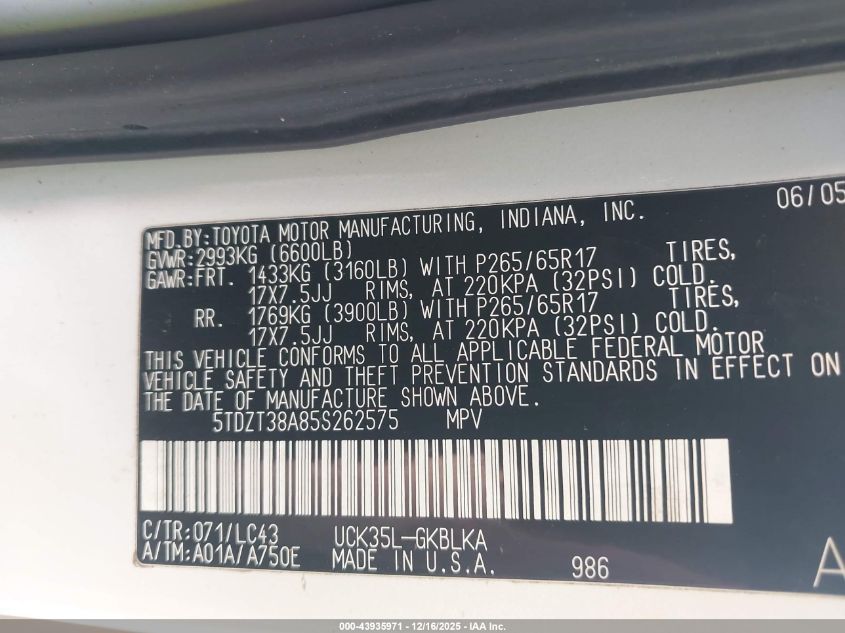 06/05
MFD.BY:TOYOTA MOTOR MANUFACTURING, INDIANA, INC.
GVWR:2993KG (6600LB)
GAWR:FRT. 1433KG (3160LB) WITH P265/65R17 TIRES,
17X7.5JJ RIMS, AT 220KPA (32PSI) COLD.
RR. 1769KG (3900LB) WITH P265/65R17 TIRES,
17X7.5JJ RIMS, AT 220KPA (32PSI) COLD.
THIS VEHICLE CONFORMS TO ALL APPLICABLE FEDERAL MOTOR
VEHICLE SAFETY AND THEFT PREVENTION STANDARDS IN EFFECT ON
THE DATE OF MANUFACTURE SHOWN ABOVE.
5TDZT38A85S262575 MPV
C/TR:071/LC43 UCK35L-GKBLKA
A/TM:A01A/A750E MADE IN U.S.A. 986 A
000-43935971 - 12/16/2025 - IAA Inc.